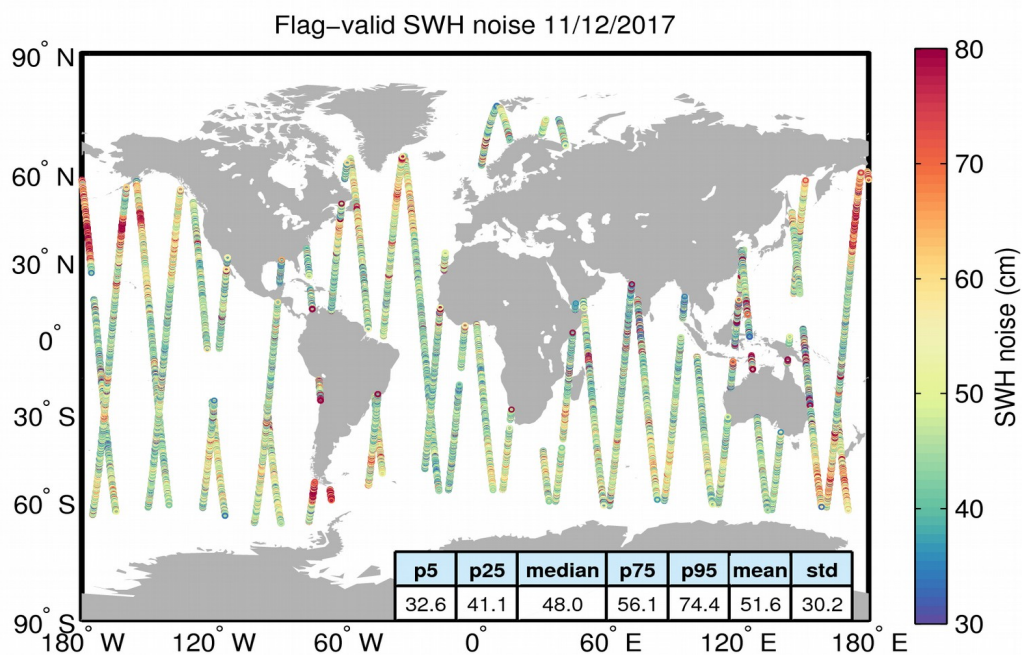 Flag−valid SWH noise 11/12/2017
90° N
60° N
30° N
0°
30° S
60° S
90° S
180° W 120° W 60° W 0° 60° E 120° E 180° E
p5 p25 median p75 p95 mean std
32.6 41.1 48.0 56.1 74.4 51.6 30.2
80
70
60
50
40
30
SWH noise (cm)